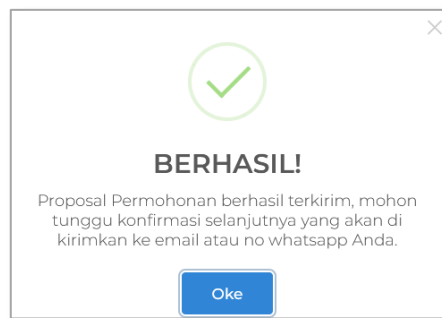 BERHASIL!
Proposal Permohonan berhasil terkirim, mohon
tunggu konfirmasi selanjutnya yang akan di
kirimkan ke email atau no whatsapp Anda.
Oke